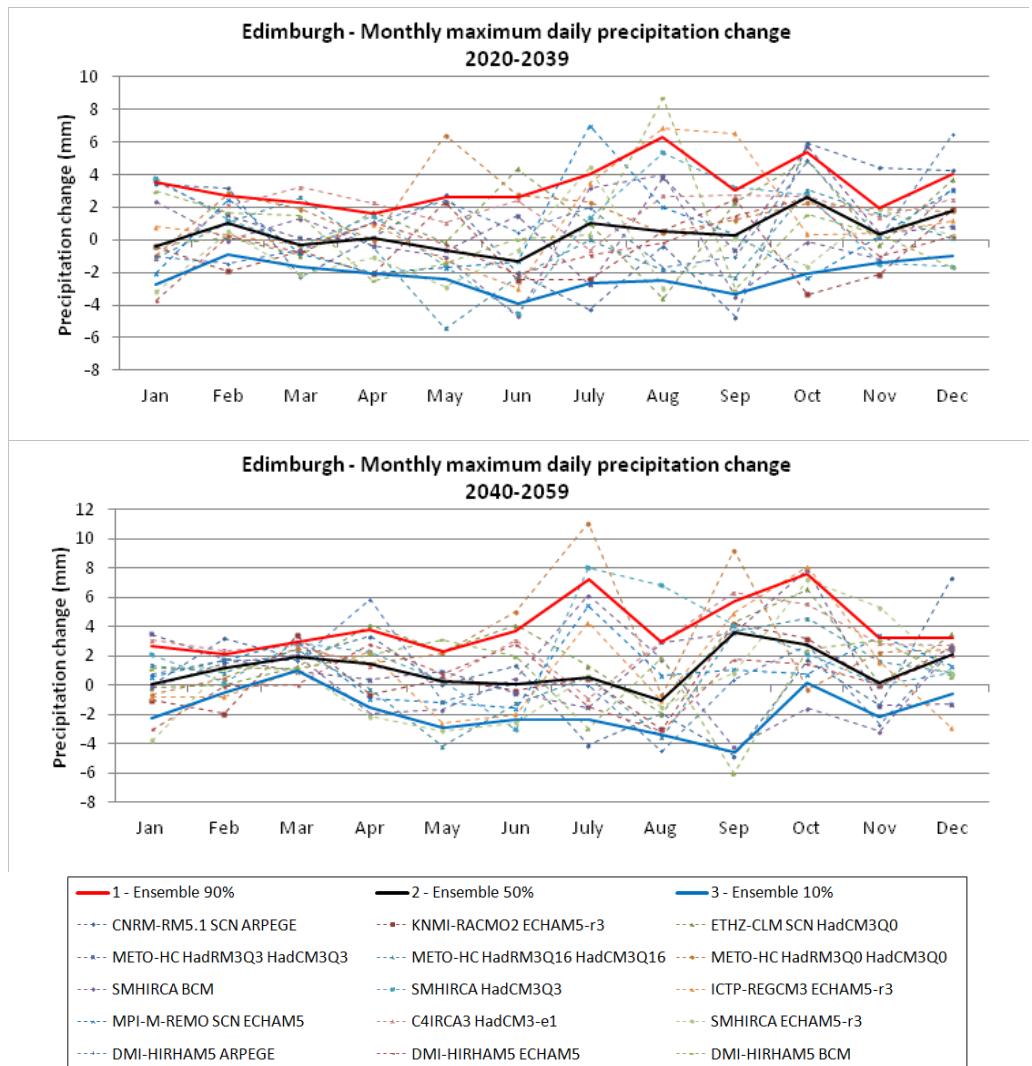 Edimburgh - Monthly maximum daily precipitation change
2020-2039
Precipitation change (mm)
10
8
6
4
2
0
-2
-4
-6
-8
Jan Feb Mar Apr May Jun July Aug Sep Oct Nov Dec
Edimburgh - Monthly maximum daily precipitation change
2040-2059
Precipitation change (mm)
12
10
8
6
4
2
0
-2
-4
-6
-8
Jan Feb Mar Apr May Jun July Aug Sep Oct Nov Dec
1 - Ensemble 90% 2 - Ensemble 50% 3 - Ensemble 10%
CNRM-RM5.1 SCN ARPEGE KNMI-RACMO2 ECHAM5-r3 ETHZ-CLM SCN HadCM3Q0
METO-HC HadRM3Q3 HadCM3Q3 METO-HC HadRM3Q16 HadCM3Q16 METO-HC HadRM3Q0 HadCM3Q0
SMHIRCA BCM SMHIRCA HadCM3Q3 ICTP-REGCM3 ECHAM5-r3
MPI-M-REMO SCN ECHAM5 C4IRCA3 HadCM3-e1 SMHIRCA ECHAM5-r3
DMI-HIRHAM5 ARPEGE DMI-HIRHAM5 ECHAM5 DMI-HIRHAM5 BCM